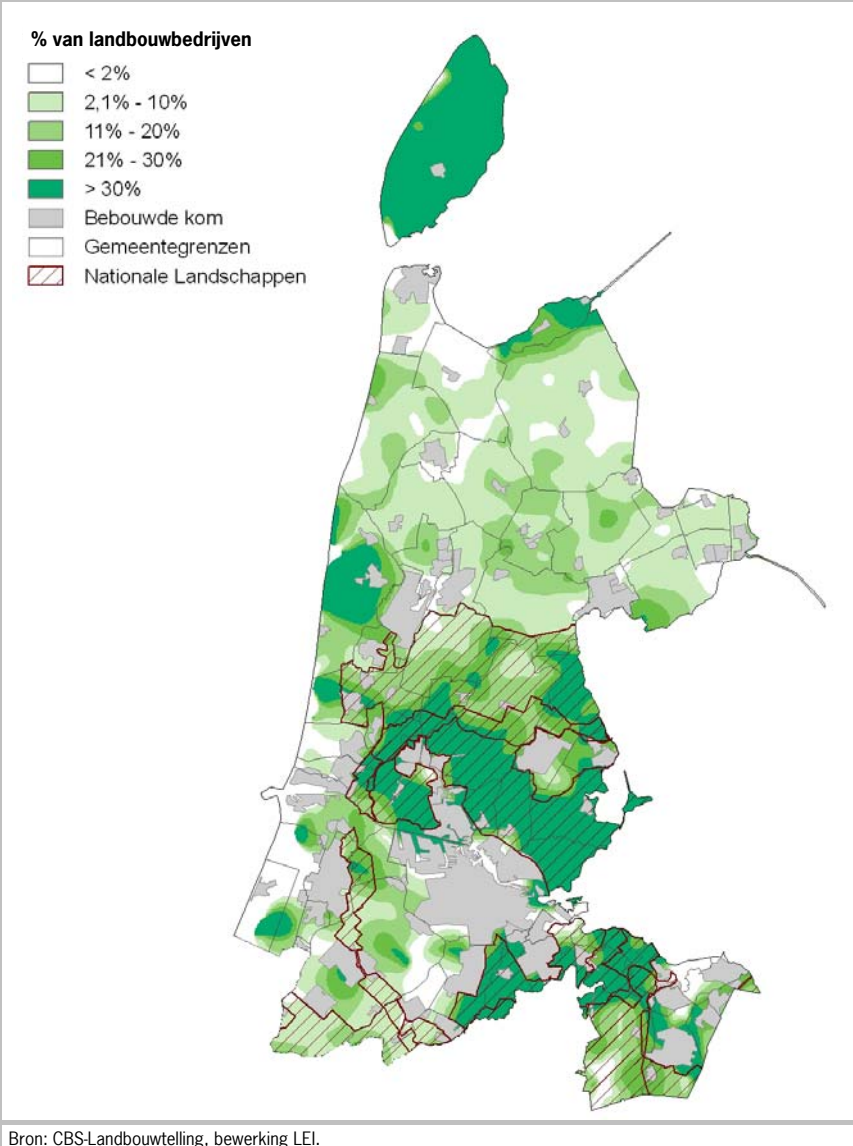 % van landbouwbedrijven
< 2%
2,1% - 10%
11% - 20%
21% - 30%
> 30%
Bebouwde kom
Gemeentegrenzen
Nationale Landschappen
Bron: CBS-Landbouwtelling, bewerking LEI.